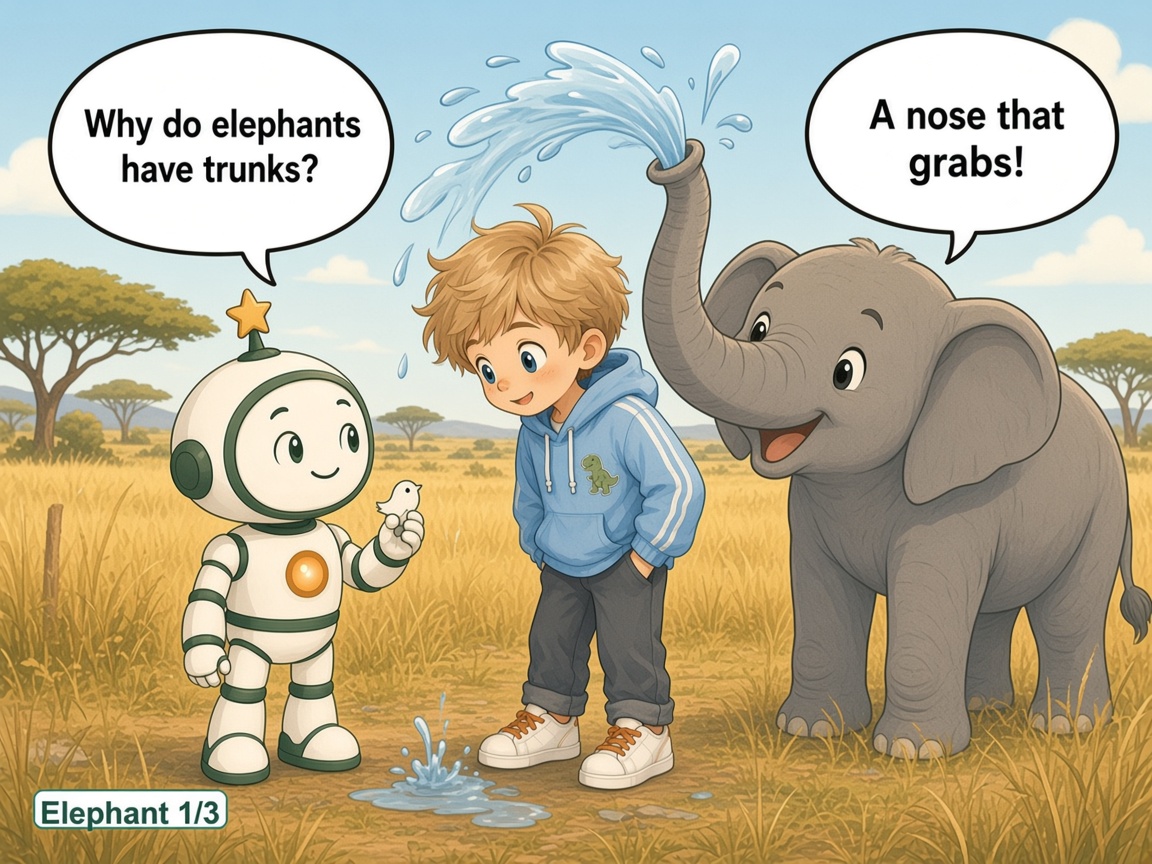 Why do elephants
have trunks?
A nose that
grabs!
Elephant 1/3